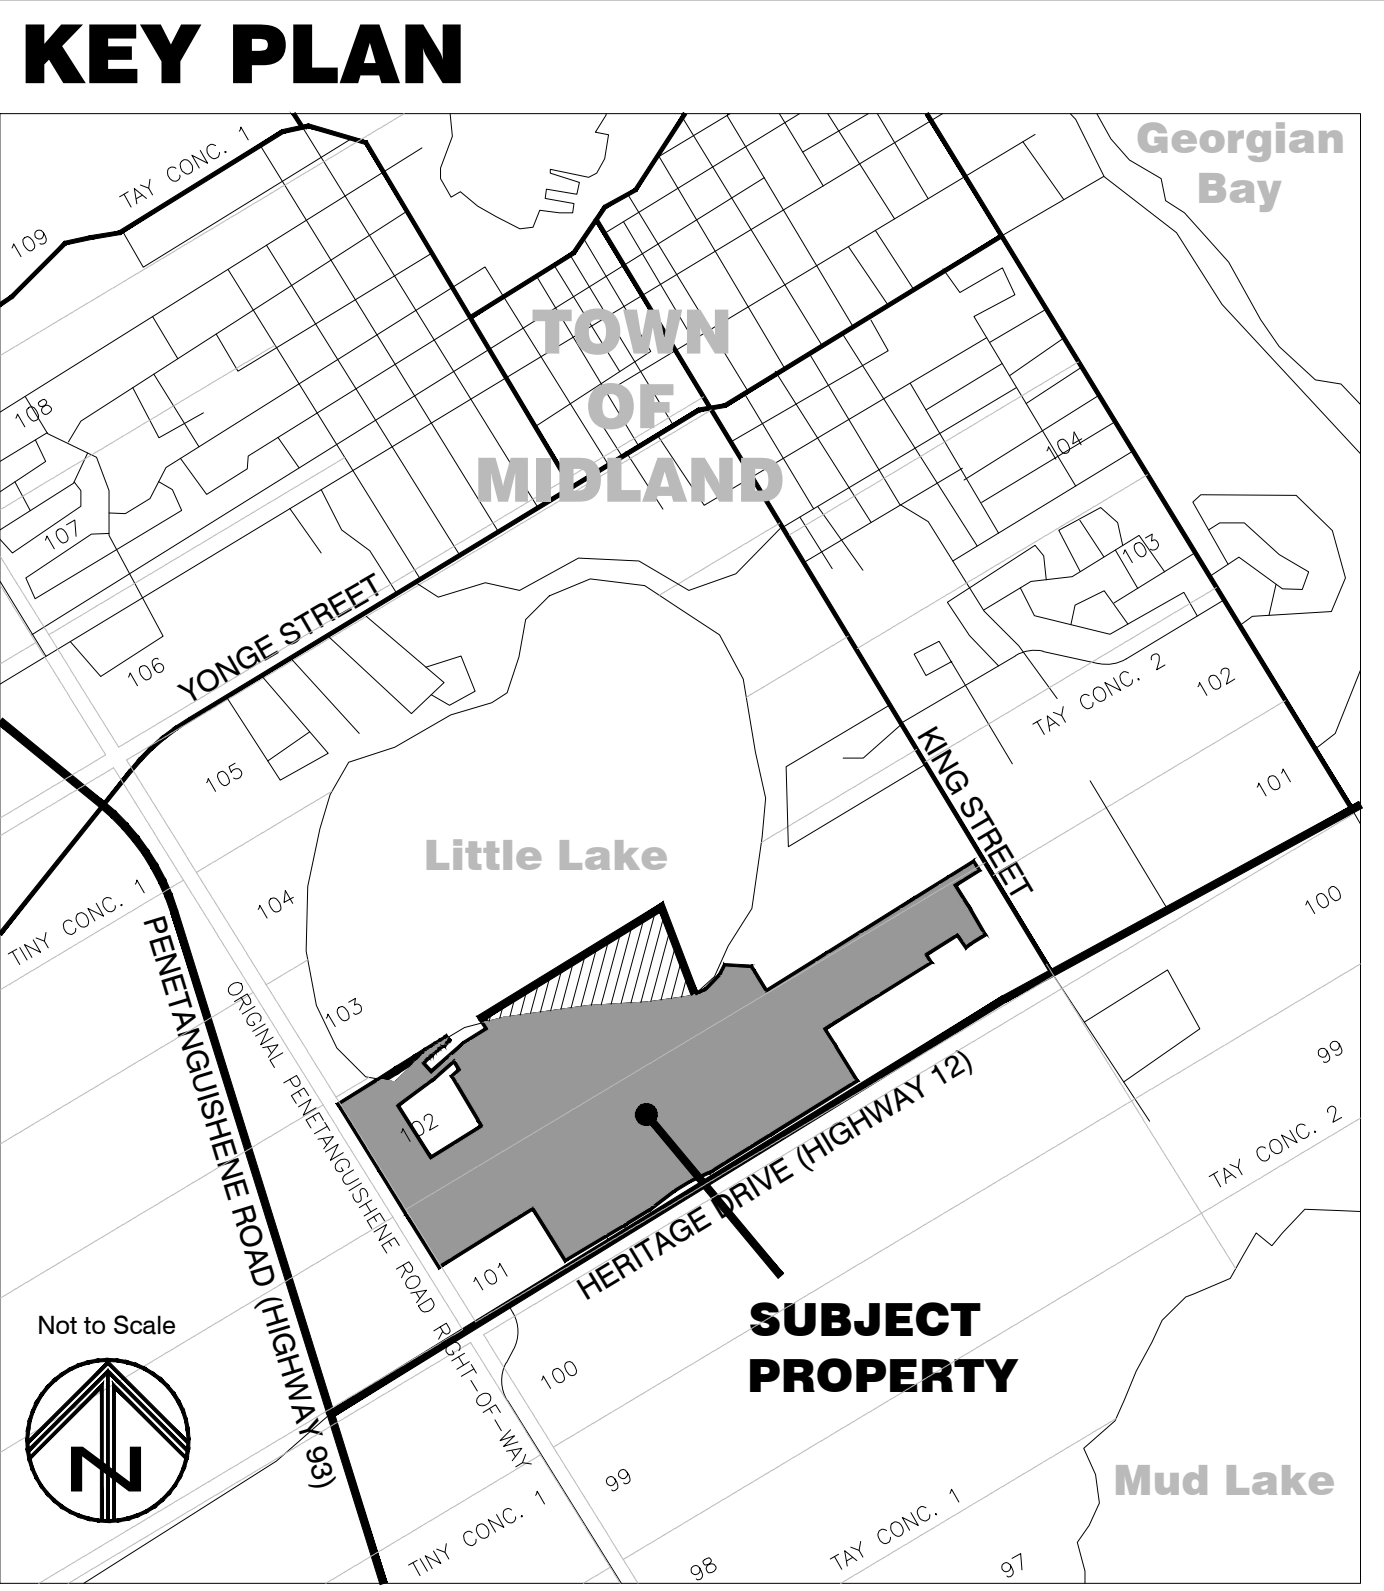 KEY PLAN
Georgian
Bay
TAY CONC. 1
109
TOWN
OF
MIDLAND
108
107
106
104
103
YONGE STREET
TAY CONC. 2
102
101
105
KING STREET
Little Lake
104
TINY CONC. 1
100
PENETANGUISHENE ROAD (HIGHWAY 93)
ORIGINAL PENETANGUISHENE ROAD RIGHT-OF-WAY
103
99
102
HERITAGE DRIVE (HIGHWAY 12)
TAY CONC. 2
101
SUBJECT
PROPERTY
Not to Scale
N
100
99
Mud Lake
TINY CONC. 1
TAY CONC. 1
98
97